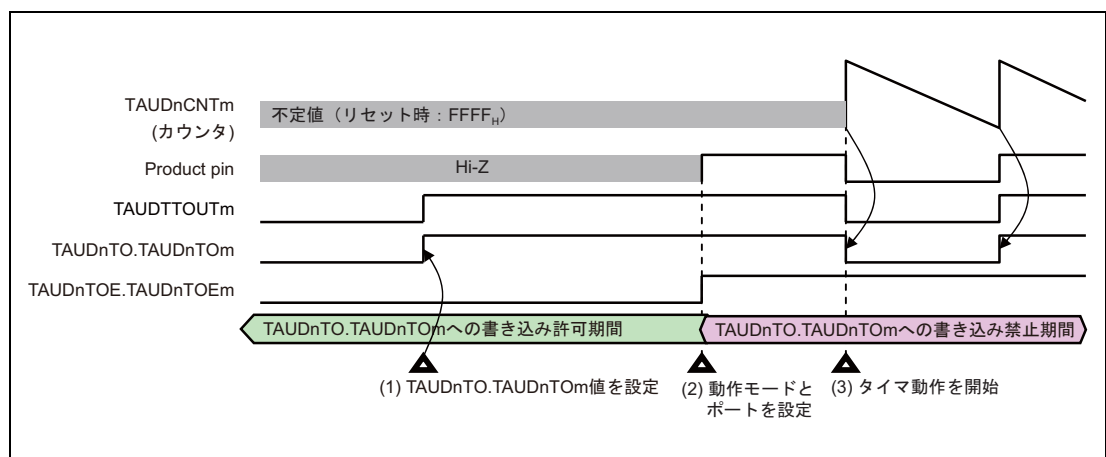 TAUDnCNTm
(カウンタ)
不定値（リセット時：FFFFH）
Product pin
Hi-Z
TAUDTTOUTm
TAUDnTO.TAUDnTOm
TAUDnTOE.TAUDnTOEm
TAUDnTO.TAUDnTOmへの書き込み許可期間
TAUDnTO.TAUDnTOmへの書き込み禁止期間
(1) TAUDnTO.TAUDnTOm値を設定
(2) 動作モードと
ポートを設定
(3) タイマ動作を開始